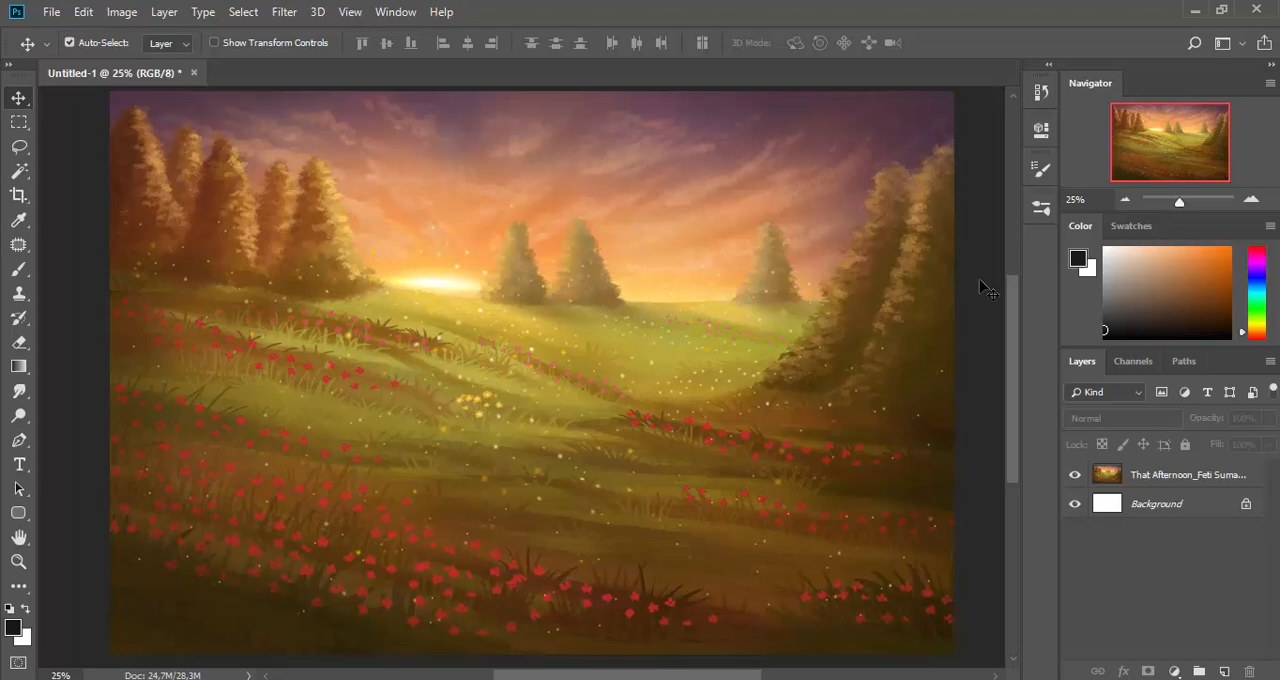 Ps File Edit Image Layer Type Select Filter 3D View Window Help
Auto-Select: Layer Show Transform Controls 3D Mode:
Untitled-1 @ 25% (RGB/8) *
Navigator
25%
Color Swatches
Layers Channels Paths
Kind
Normal Opacity: 100%
Lock: Fill: 100%
That Afternoon_Feti Suma...
Background
25% Doc: 24,7M/28,3M